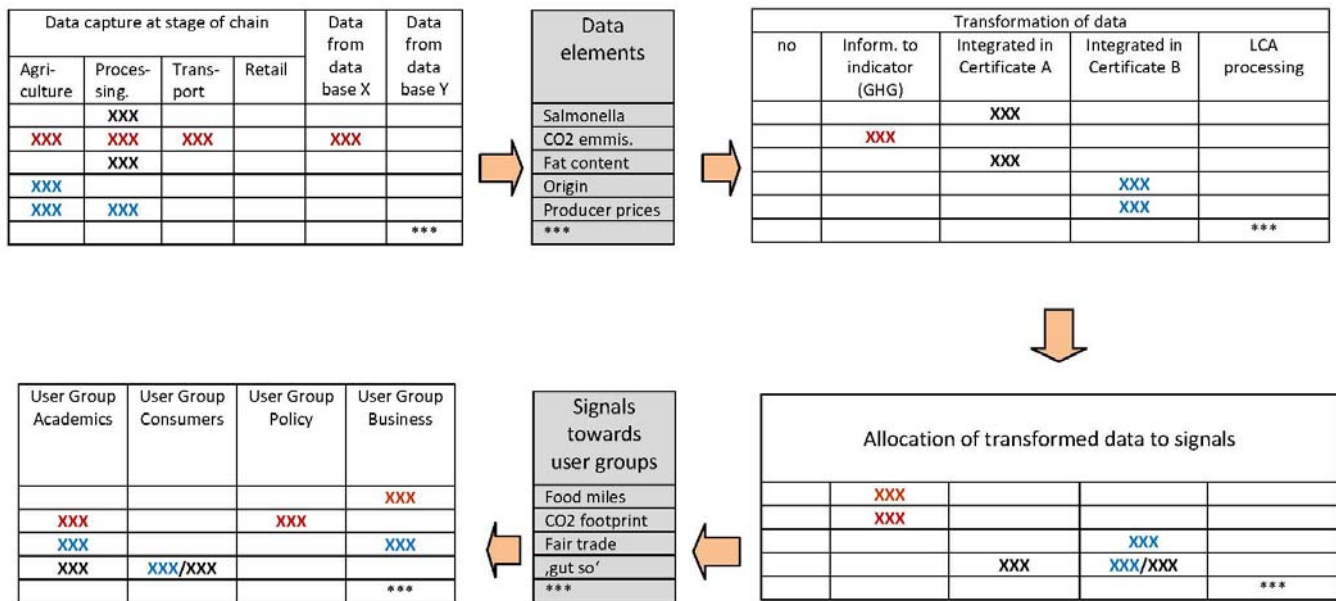 Data capture at stage of chain
Data from data base X
Data from data base Y
Agri-
culture
Proces-
sing.
Trans-
port
Retail
XXX
XXX XXX XXX XXX
XXX
XXX
XXX XXX
***
Data
elements
Salmonella
CO2 emmis.
Fat content
Origin
Producer prices
***
Transformation of data
no
Inform. to
indicator
(GHG)
Integrated in
Certificate A
Integrated in
Certificate B
LCA
processing
XXX
XXX
XXX
XXX
XXX
***
User Group
Academics
User Group
Consumers
User Group
Policy
User Group
Business
XXX
XXX XXX
XXX XXX
XXX XXX/XXX
***
Signals
towards
user groups
Food miles
CO2 footprint
Fair trade
‚gut so‘
***
Allocation of transformed data to signals
XXX
XXX
XXX
XXX XXX/XXX
***